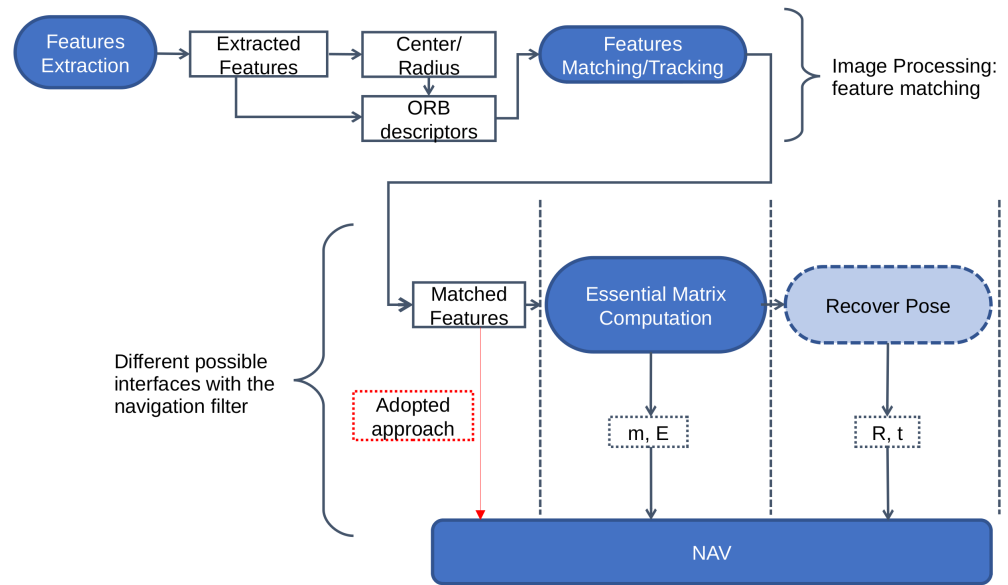 Features
Extraction
Extracted
Features
Center/
Radius
ORB
descriptors
Features
Matching/Tracking
Image Processing:
feature matching
Matched
Features
Essential Matrix
Computation
Recover Pose
Different possible
interfaces with the
navigation filter
Adopted
approach
m, E
R, t
NAV